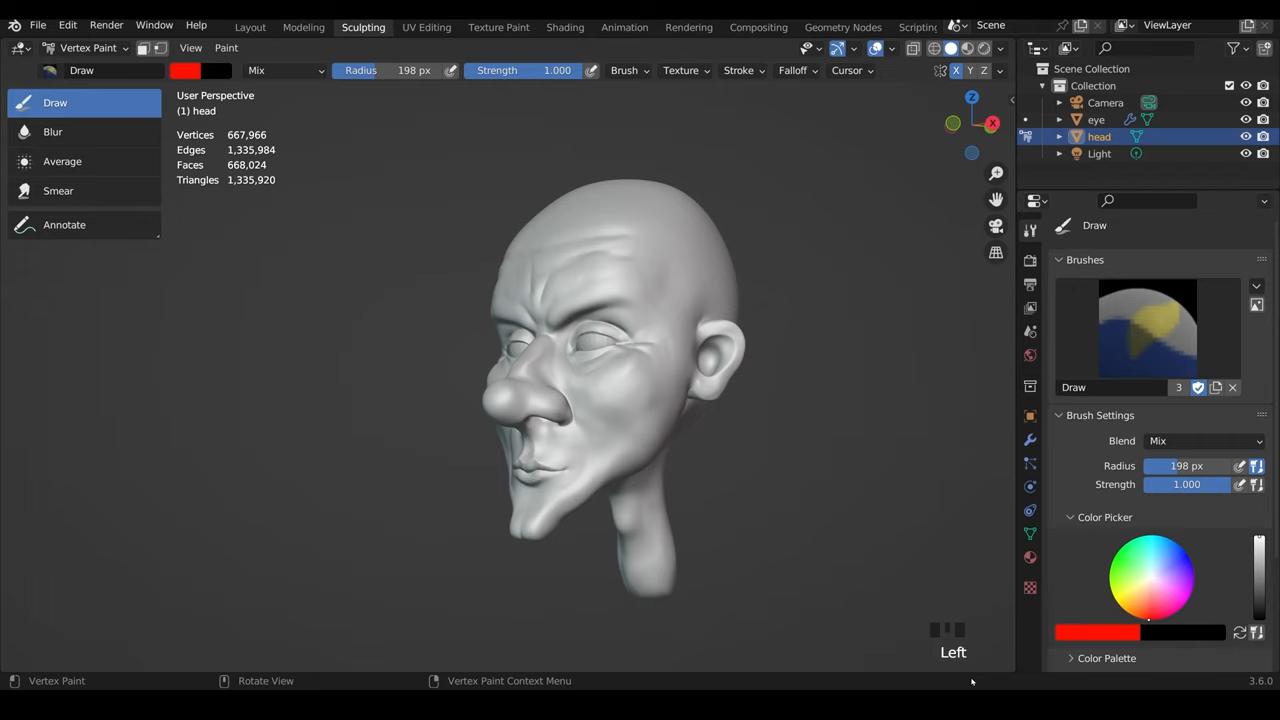 File Edit Render Window Help Layout Modeling Sculpting UV Editing Texture Paint Shading Animation Rendering Compositing Geometry Nodes Scripting Scene ViewLayer
Vertex Paint View Paint
Draw Mix Radius 198 px Strength 1.000 Brush Texture Stroke Falloff Cursor X Y Z
Draw
Blur
Average
Smear
Annotate
User Perspective
(1) head
Vertices 667,966
Edges 1,335,984
Faces 668,024
Triangles 1,335,920
Z
X
Scene Collection
Collection
Camera
eye
head
Light
Draw
Brushes
Draw 3
Brush Settings
Blend Mix
Radius 198 px
Strength 1.000
Color Picker
Color Palette
Left
Vertex Paint Rotate View Vertex Paint Context Menu 3.6.0